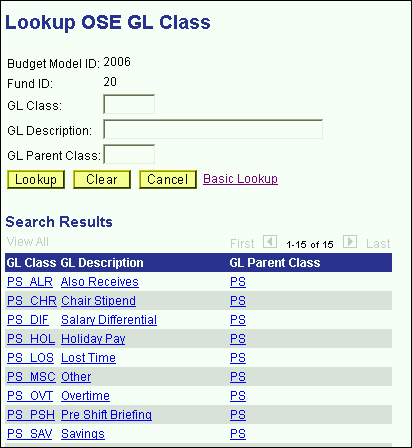 Lookup OSE GL Class
Budget Model ID: 2006
Fund ID: 20
GL Class:
GL Description:
GL Parent Class:
Lookup Clear Cancel Basic Lookup
Search Results
View All First 1-15 of 15 Last
GL Class GL Description GL Parent Class
PS_ALR Also Receives PS
PS_CHR Chair Stipend PS
PS_DIF Salary Differential PS
PS_HOL Holiday Pay PS
PS_LOS Lost Time PS
PS_MSC Other PS
PS_OVT Overtime PS
PS_PSH Pre Shift Briefing PS
PS_SAV Savings PS